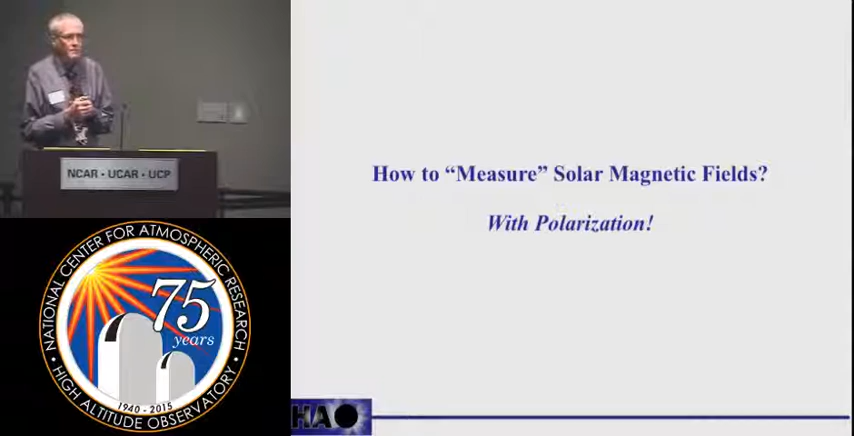 How to “Measure” Solar Magnetic Fields?
With Polarization!
NCAR - UCAR - UCP
NATIONAL CENTER FOR ATMOSPHERIC RESEARCH
75
years
1940 - 2015
HIGH ALTITUDE OBSERVATORY
HAO